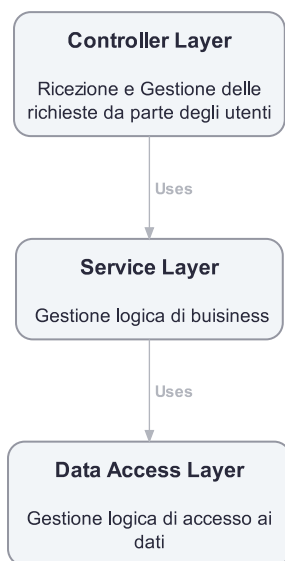 Controller Layer
Ricezione e Gestione delle
richieste da parte degli utenti
Uses
Service Layer
Gestione logica di buisiness
Uses
Data Access Layer
Gestione logica di accesso ai
dati